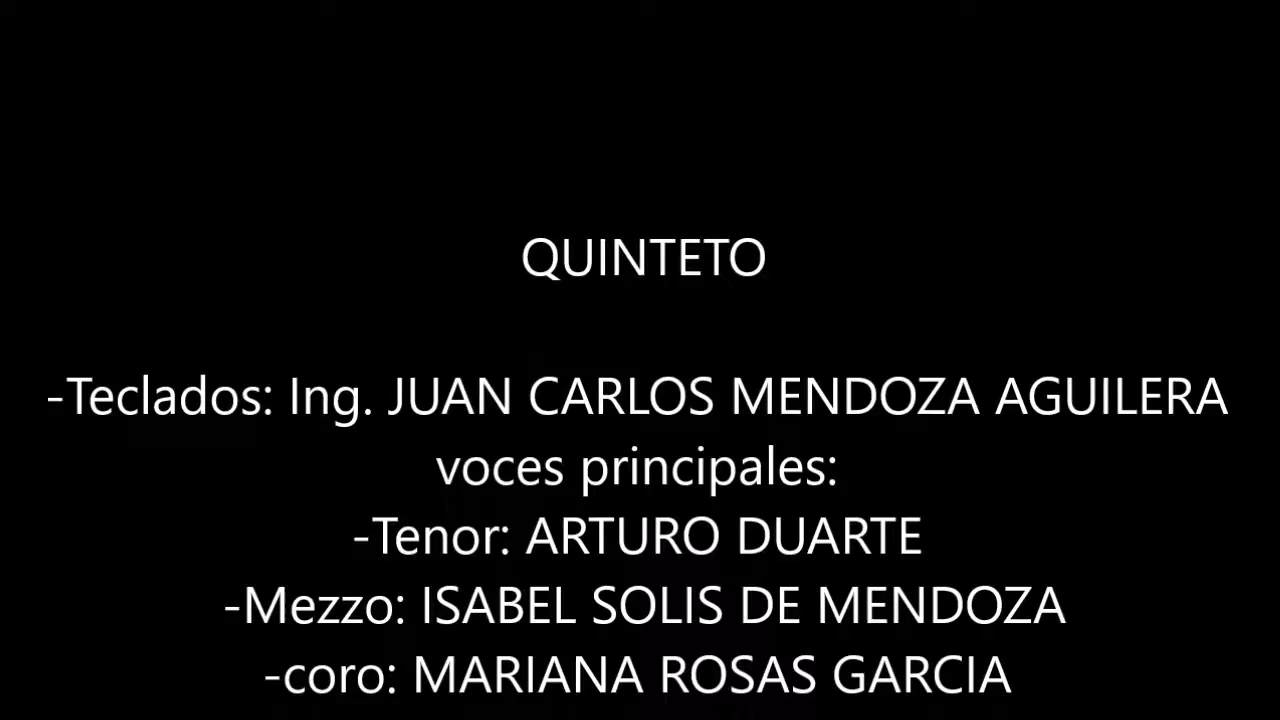 QUINTETO
-Teclados: Ing. JUAN CARLOS MENDOZA AGUILERA
voces principales:
-Tenor: ARTURO DUARTE
-Mezzo: ISABEL SOLIS DE MENDOZA
-coro: MARIANA ROSAS GARCIA